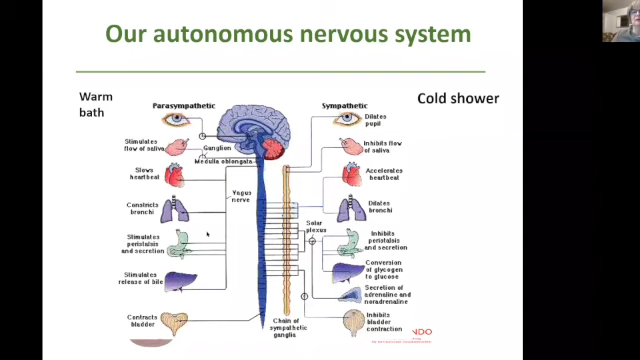 Our autonomous nervous system
Warm
bath
Cold shower
Parasympathetic
Sympathetic
Dilates
pupil
Stimulates
flow of saliva
Ganglion
Medulla oblongata
Inhibits flow
of saliva
Slows
heartbeat
Vagus
nerve
Accelerates
heartbeat
Constricts
bronchi
Solar
plexus
Dilates
bronchi
Stimulates
peristalsis
and secretion
Inhibits
peristalsis
and secretion
Stimulates
release of bile
Conversion
of glycogen
to glucose
Secretion of
adrenaline and
noradrenaline
Contracts
bladder
Chain of
sympathetic
ganglia
Inhibits
bladder
contraction
NDO